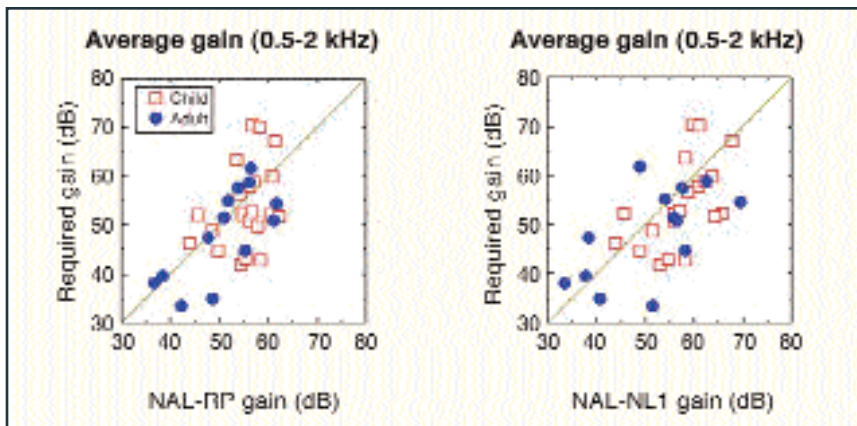 Average gain (0.5-2 kHz)
Required gain (dB)
80
70
60
50
40
30
Child
Adult
30 40 50 60 70 80
NAL-RP gain (dB)
Average gain (0.5-2 kHz)
Required gain (dB)
80
70
60
50
40
30
30 40 50 60 70 80
NAL-NL1 gain (dB)